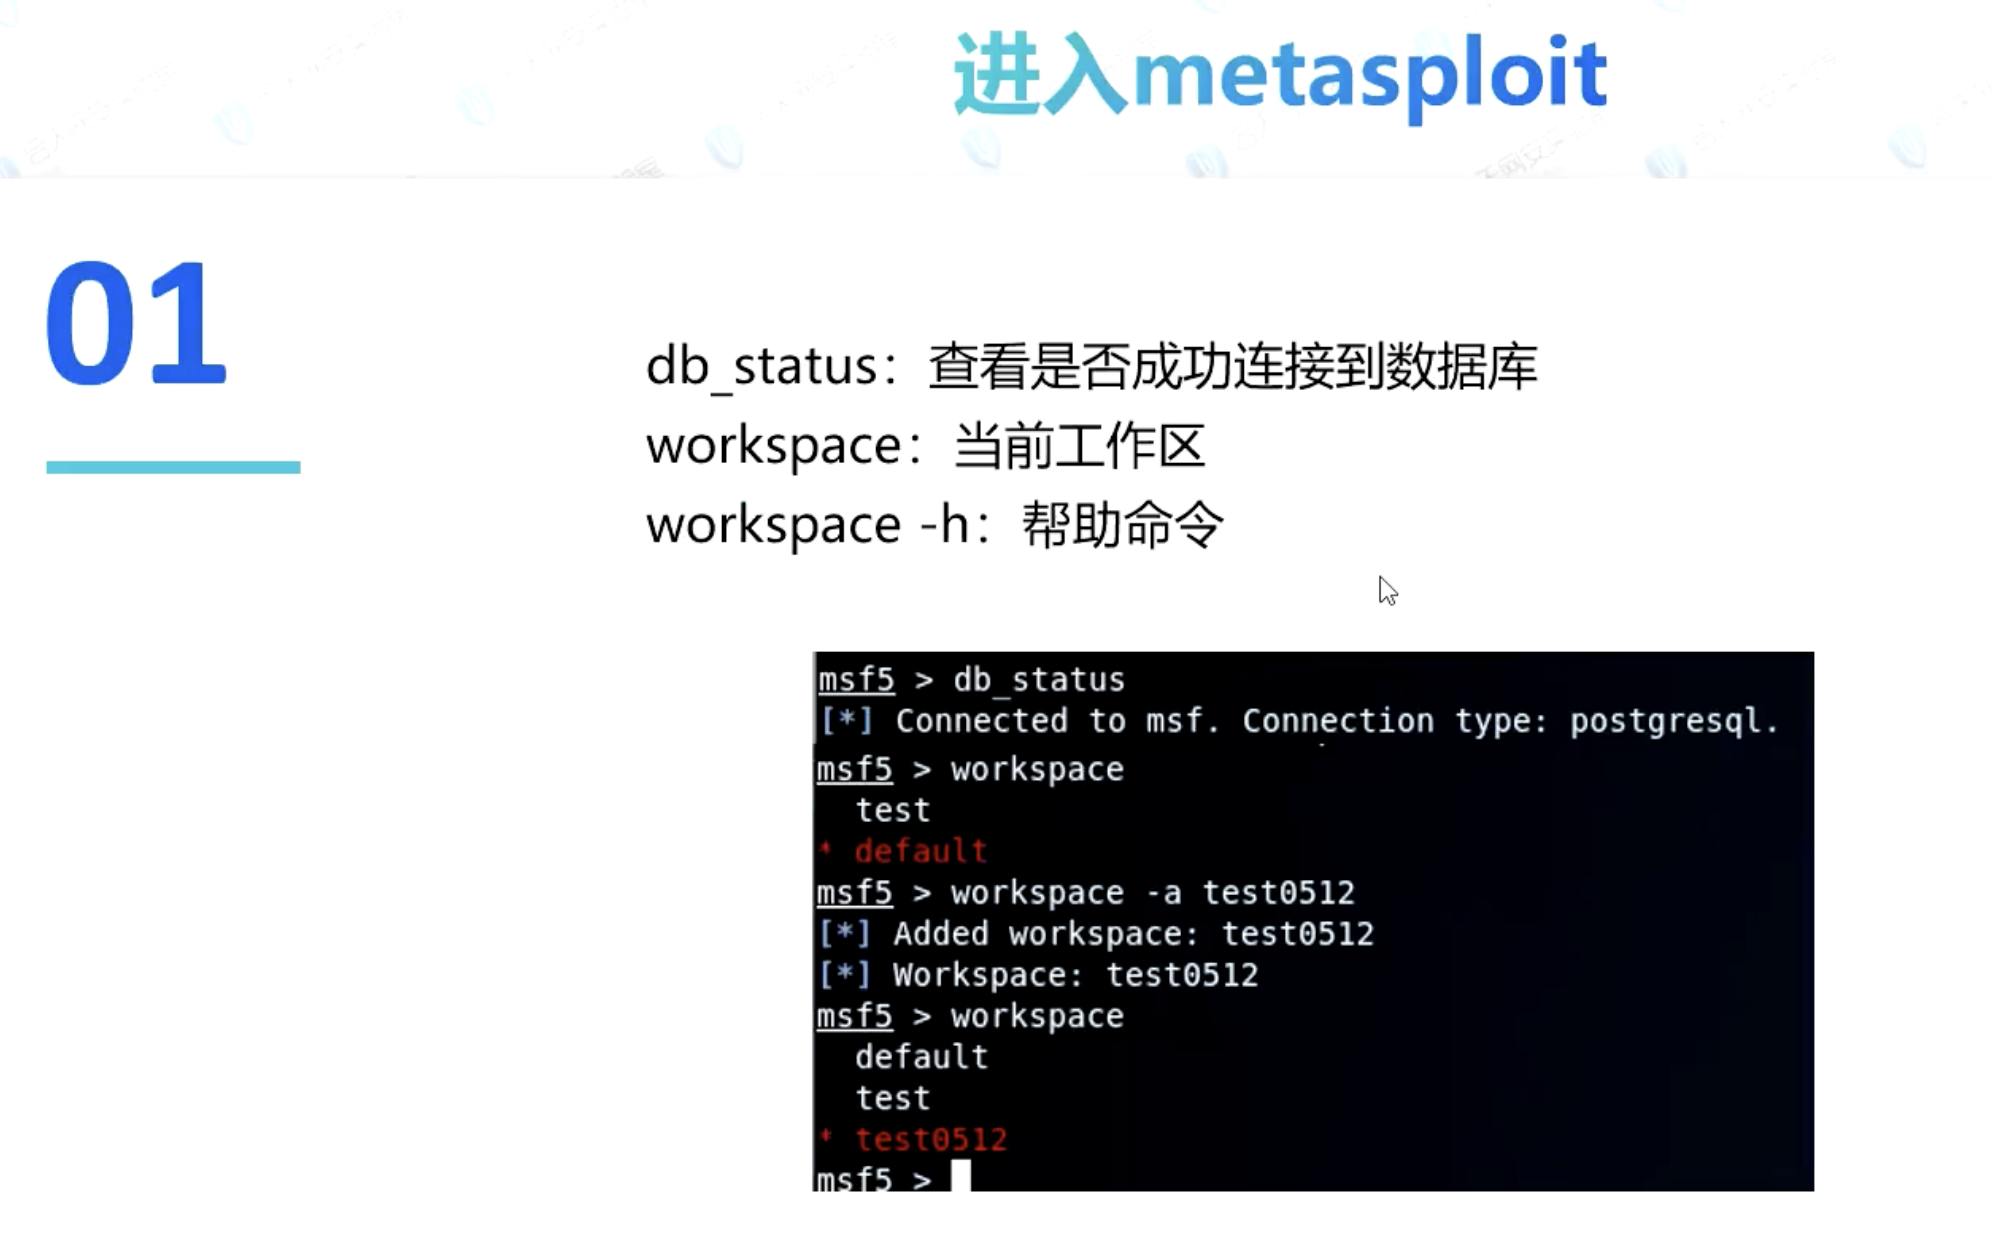 进入metasploit
01
db_status：查看是否成功连接到数据库
workspace：当前工作区
workspace -h：帮助命令
msf5 > db_status
[*] Connected to msf. Connection type: postgresql.
msf5 > workspace
test
* default
msf5 > workspace -a test0512
[*] Added workspace: test0512
[*] Workspace: test0512
msf5 > workspace
default
test
* test0512
msf5 >